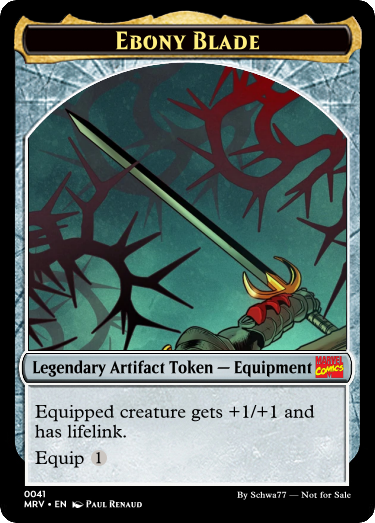 EBONY BLADE
Legendary Artifact Token — Equipment
MARVEL
COMICS
Equipped creature gets +1/+1 and
has lifelink.
Equip 1
0041
MRV • EN PAUL RENAUD
By Schwa77 — Not for Sale